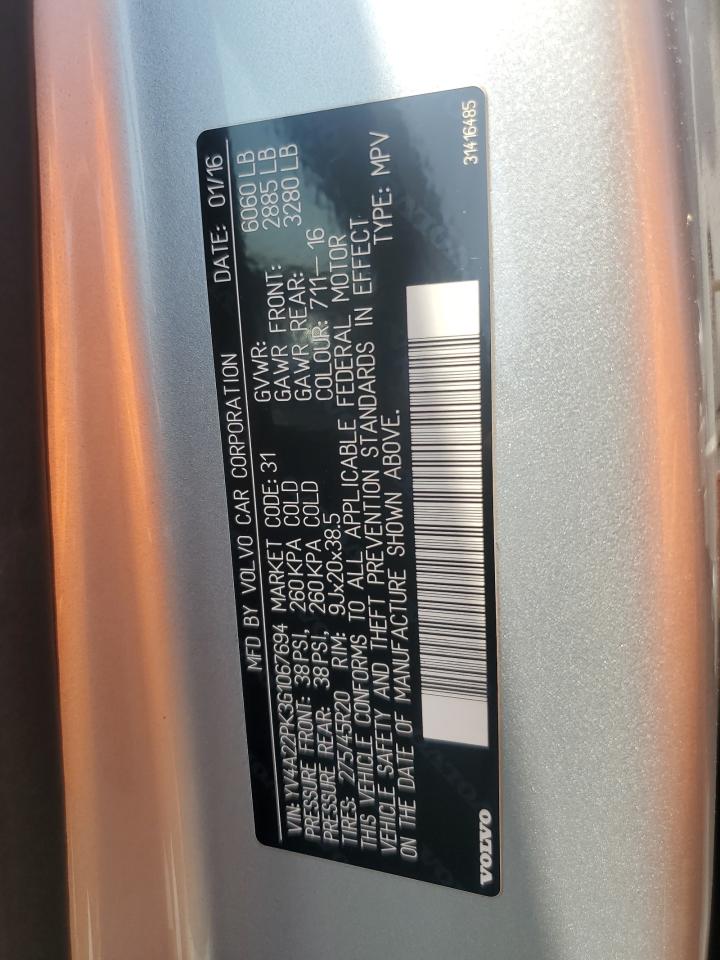 MFD BY VOLVO CAR CORPORATION DATE: 01/16
VIN: YV4A22PK3G1067694 MARKET CODE: 31 GVWR: 6060 LB
PRESSURE FRONT: 38PSI, 260KPA COLD GAWR FRONT: 2885 LB
PRESSURE REAR: 38PSI, 260KPA COLD GAWR REAR: 3280 LB
TIRES: 275/45R20 RIM: 9Jx20x38.5 COLOUR: 711— 16
THIS VEHICLE CONFORMS TO ALL APPLICABLE FEDERAL MOTOR
VEHICLE SAFETY AND THEFT PREVENTION STANDARDS IN EFFECT
ON THE DATE OF MANUFACTURE SHOWN ABOVE. TYPE: MPV
VOLVO 31416485